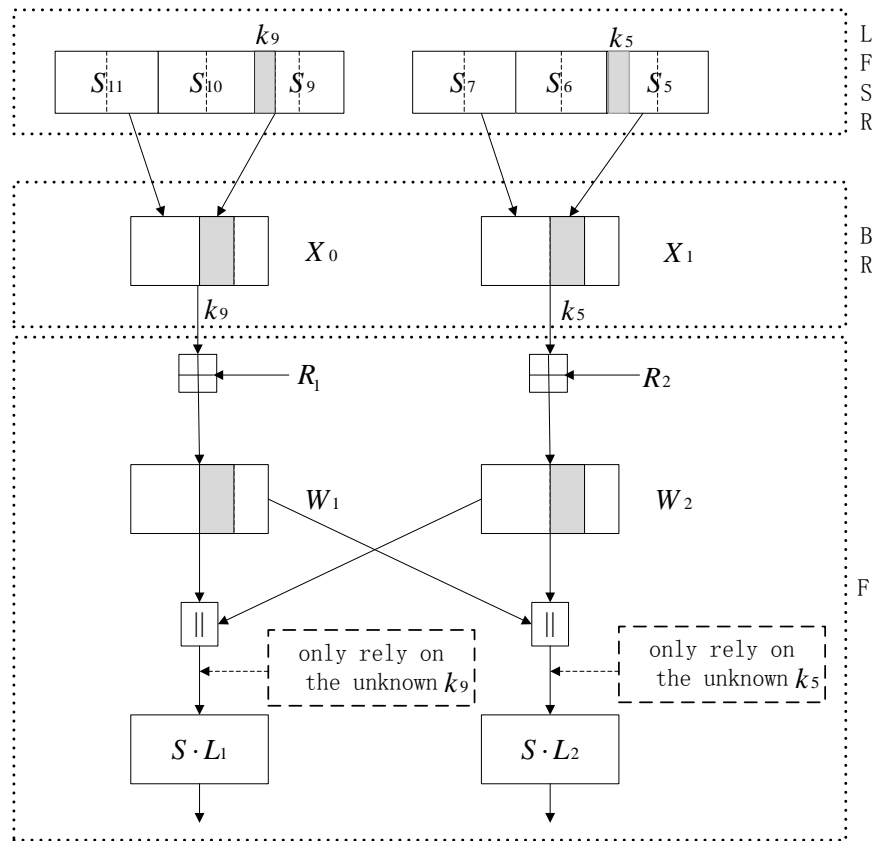 k9 k5
S11 S10 S9 S7 S6 S5
L
F
S
R
X0 X1
B
R
k9 k5
R1 R2
W1 W2
F
|| ||
only rely on
the unknown k9
only rely on
the unknown k5
S · L1 S · L2